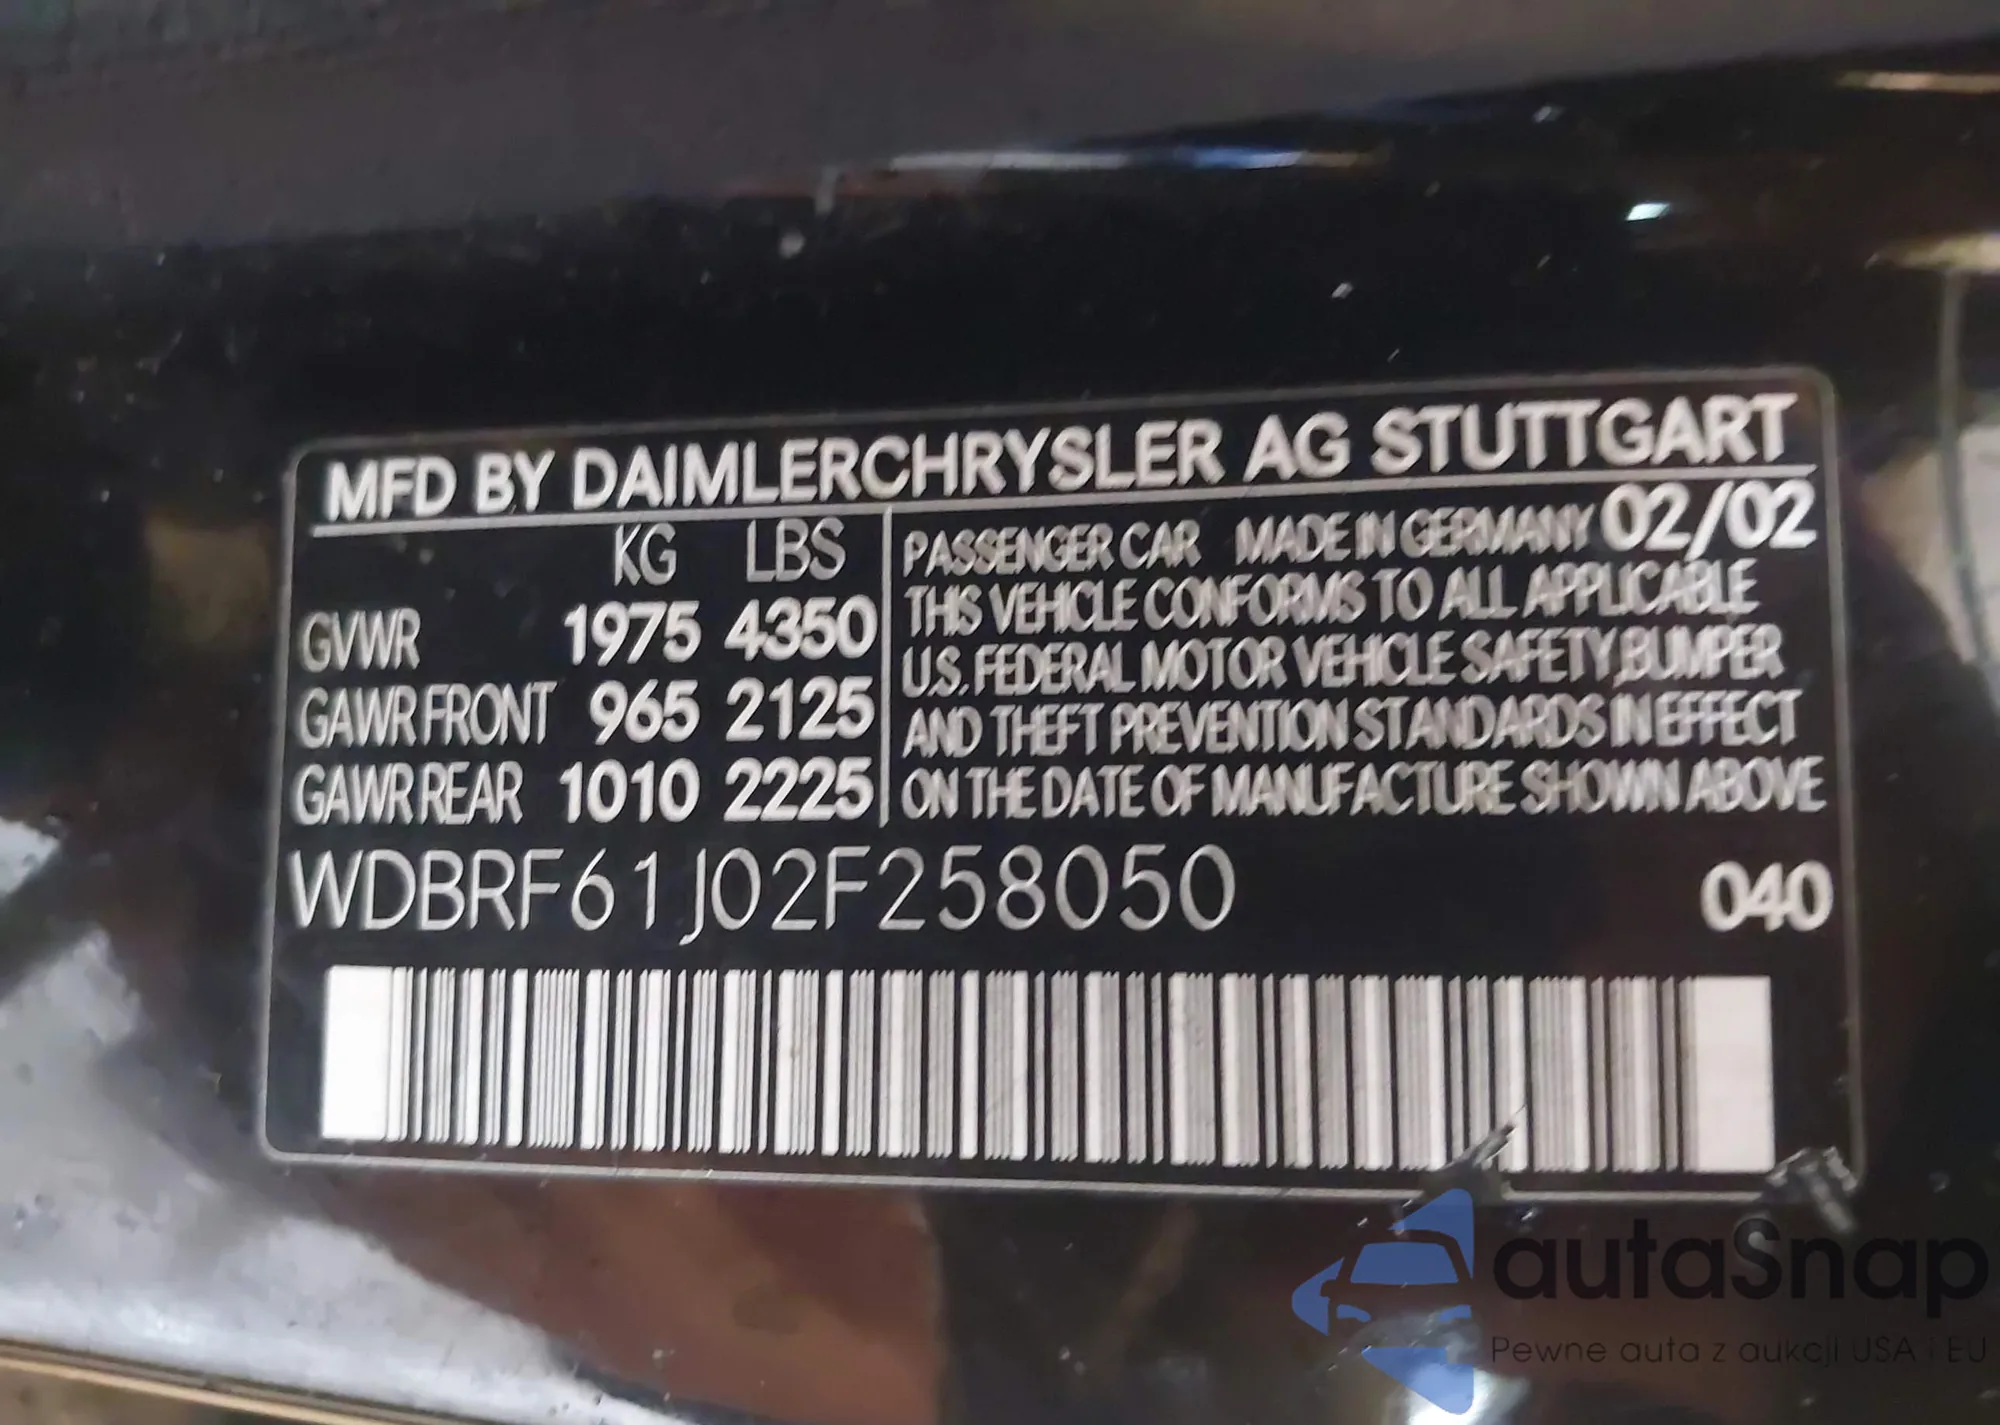 MFD BY DAIMLERCHRYSLER AG STUTTGART
KG LBS
GVWR 1975 4350
GAWR FRONT 965 2125
GAWR REAR 1010 2225
PASSENGER CAR MADE IN GERMANY 02/02
THIS VEHICLE CONFORMS TO ALL APPLICABLE
U.S. FEDERAL MOTOR VEHICLE SAFETY, BUMPER
AND THEFT PREVENTION STANDARDS IN EFFECT
ON THE DATE OF MANUFACTURE SHOWN ABOVE
WDBRF61J02F258050 040
autaSnap
Pewne auta z aukcji USA i EU